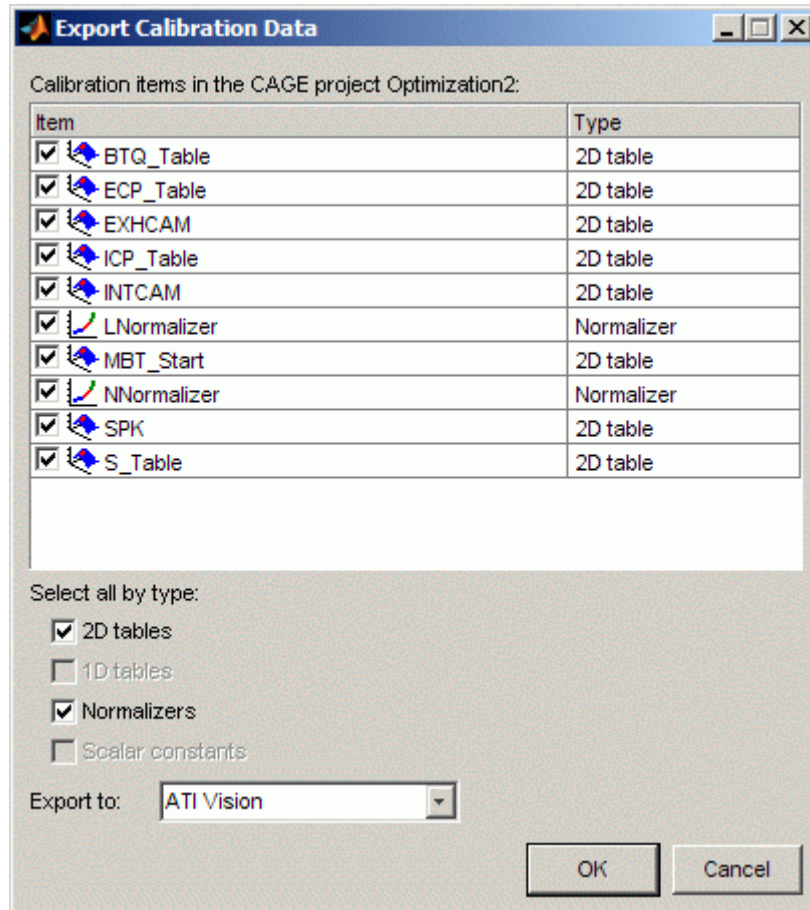 Export Calibration Data
Calibration items in the CAGE project Optimization2:
Item Type
BTQ_Table 2D table
ECP_Table 2D table
EXHCAM 2D table
ICP_Table 2D table
INTCAM 2D table
LNormalizer Normalizer
MBT_Start 2D table
NNormalizer Normalizer
SPK 2D table
S_Table 2D table
Select all by type:
2D tables
1D tables
Normalizers
Scalar constants
Export to: ATI Vision
OK Cancel